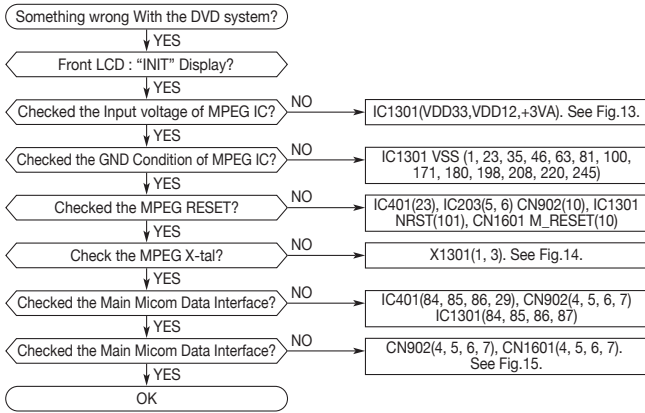 Something wrong With the DVD system?
YES
Front LCD : “INIT” Display?
YES
Checked the Input voltage of MPEG IC?
NO
IC1301(VDD33,VDD12,+3VA). See Fig.13.
YES
Checked the GND Condition of MPEG IC?
NO
IC1301 VSS (1, 23, 35, 46, 63, 81, 100,
171, 180, 198, 208, 220, 245)
YES
Checked the MPEG RESET?
NO
IC401(23), IC203(5, 6) CN902(10), IC1301
NRST(101), CN1601 M_RESET(10)
YES
Check the MPEG X-tal?
NO
X1301(1, 3). See Fig.14.
YES
Checked the Main Micom Data Interface?
NO
IC401(84, 85, 86, 29), CN902(4, 5, 6, 7)
IC1301(84, 85, 86, 87)
YES
Checked the Main Micom Data Interface?
NO
CN902(4, 5, 6, 7), CN1601(4, 5, 6, 7).
See Fig.15.
YES
OK